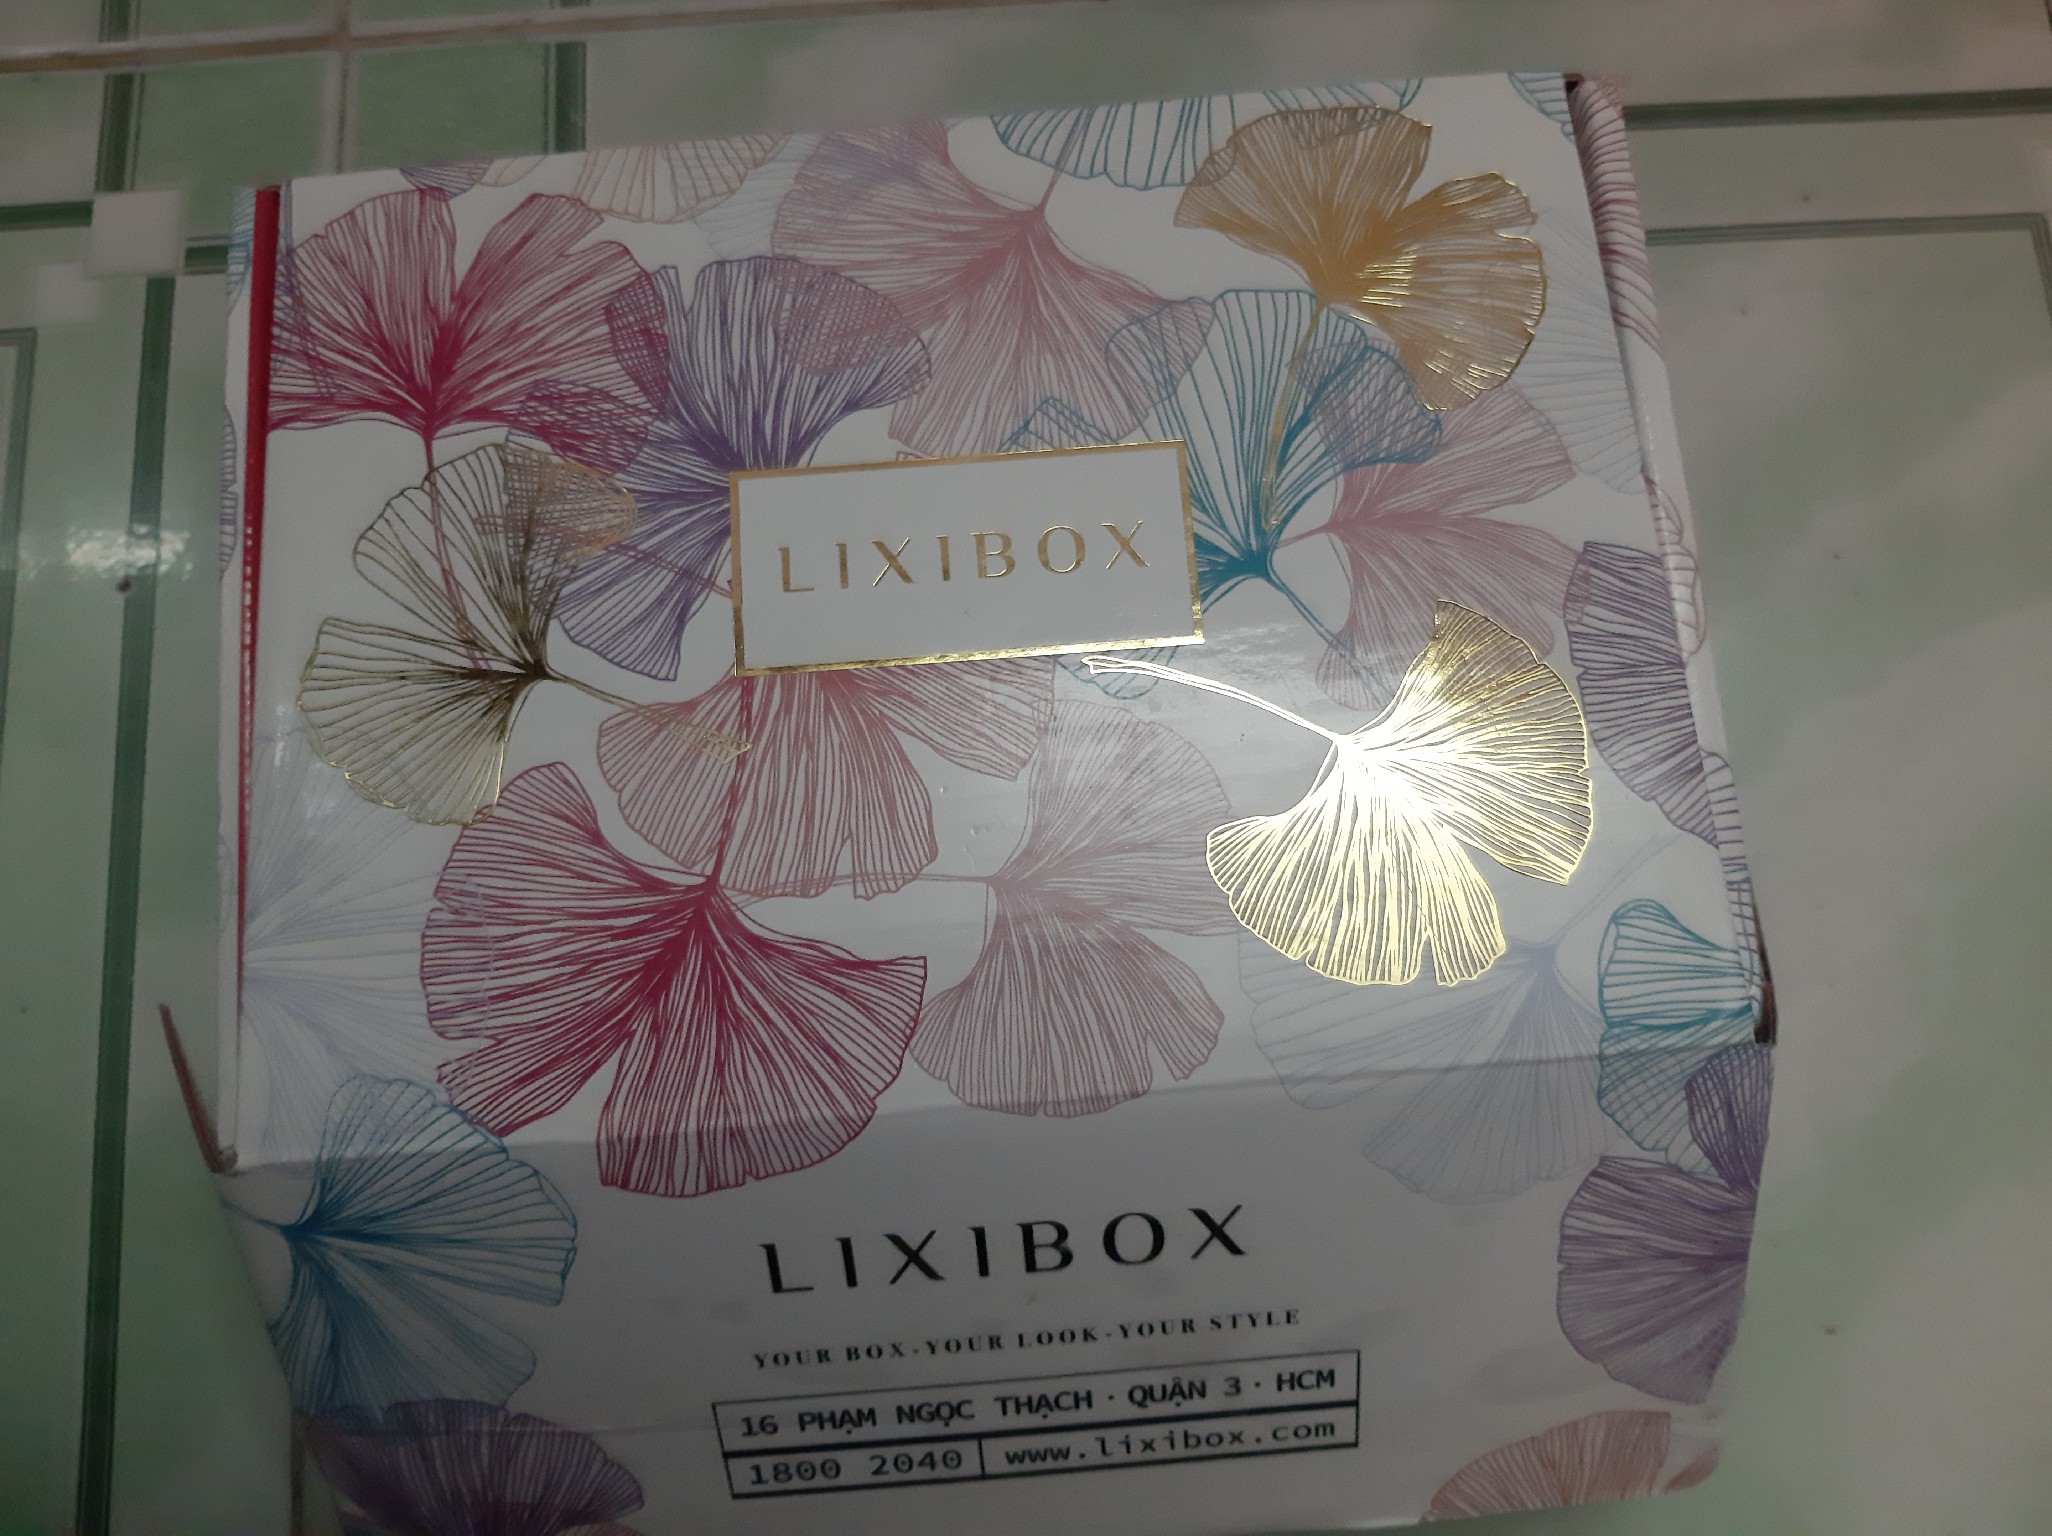 LIXIBOX
LIXIBOX
YOUR BOX-YOUR LOOK-YOUR STYLE
16 PHẠM NGỌC THẠCH · QUẬN 3 · HCM
1800 2040 www.lixibox.com